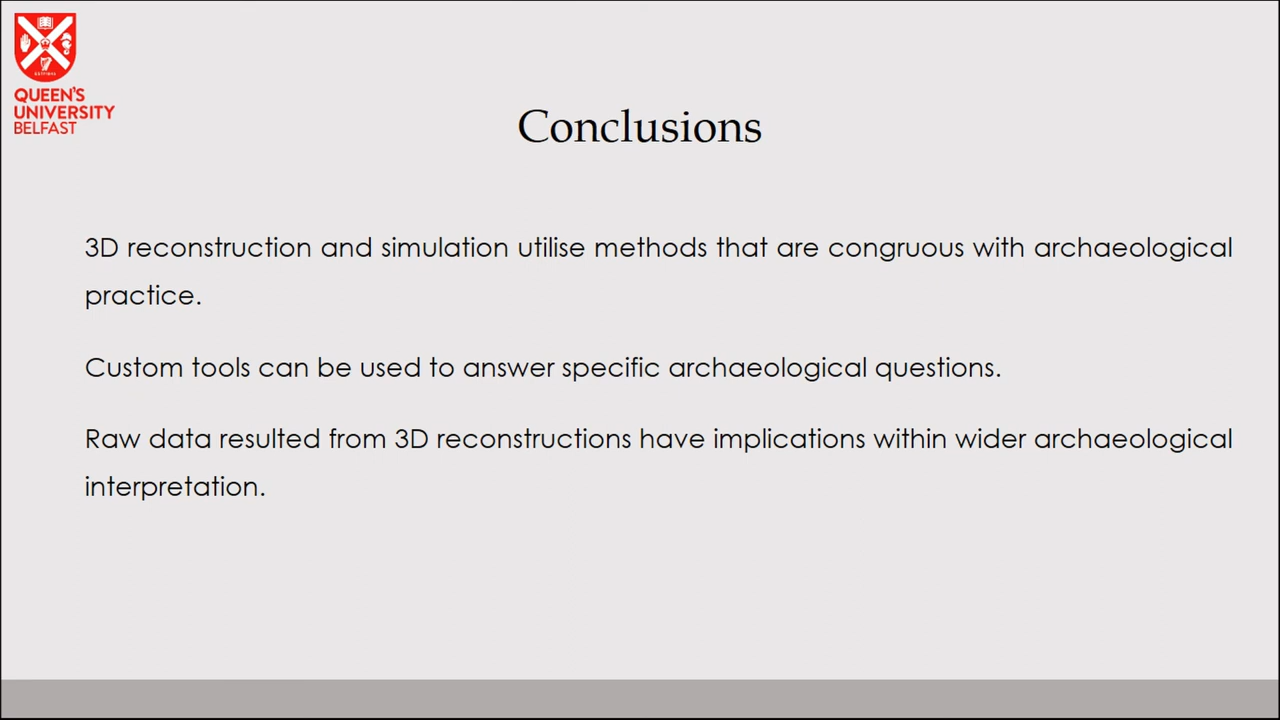 QUEEN'S
UNIVERSITY
BELFAST
Conclusions
3D reconstruction and simulation utilise methods that are congruous with archaeological
practice.
Custom tools can be used to answer specific archaeological questions.
Raw data resulted from 3D reconstructions have implications within wider archaeological
interpretation.